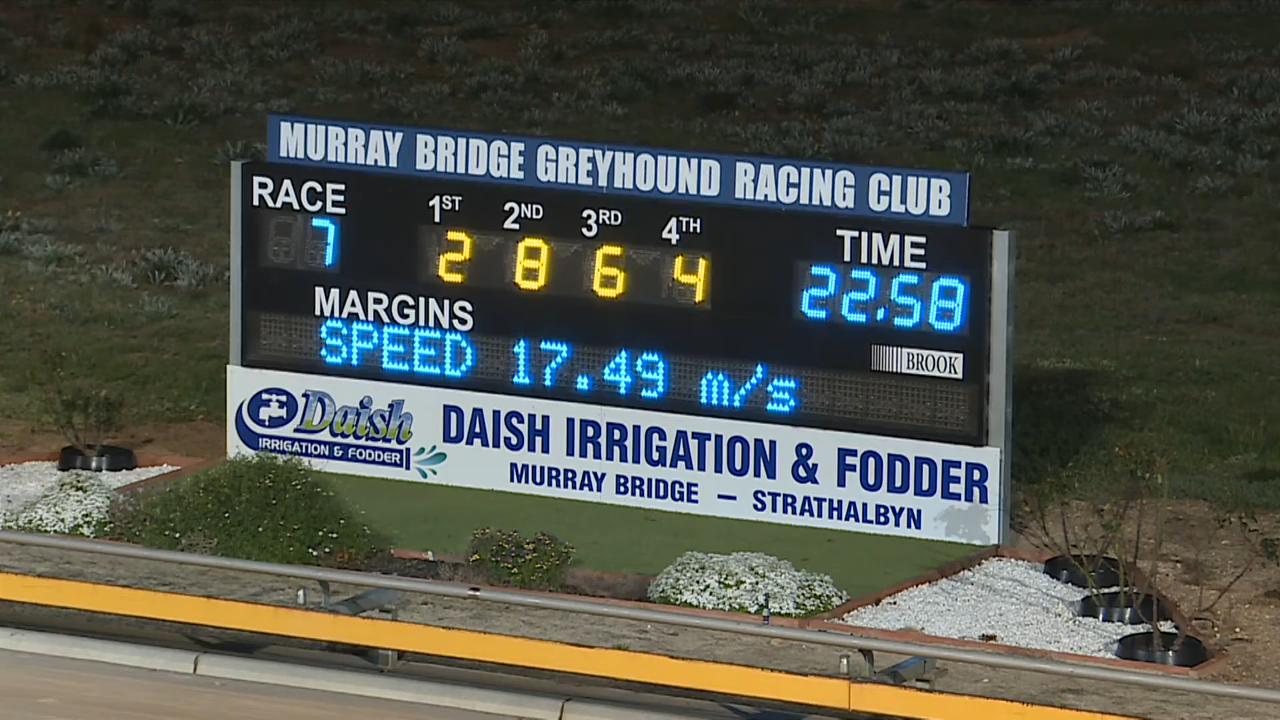 MURRAY BRIDGE GREYHOUND RACING CLUB
RACE 1ST 2ND 3RD 4TH TIME
7 2 8 6 4 22.58
MARGINS
SPEED 17.49 m/s
BROOK
Daish
IRRIGATION & FODDER
DAISH IRRIGATION & FODDER
MURRAY BRIDGE — STRATHALBYN